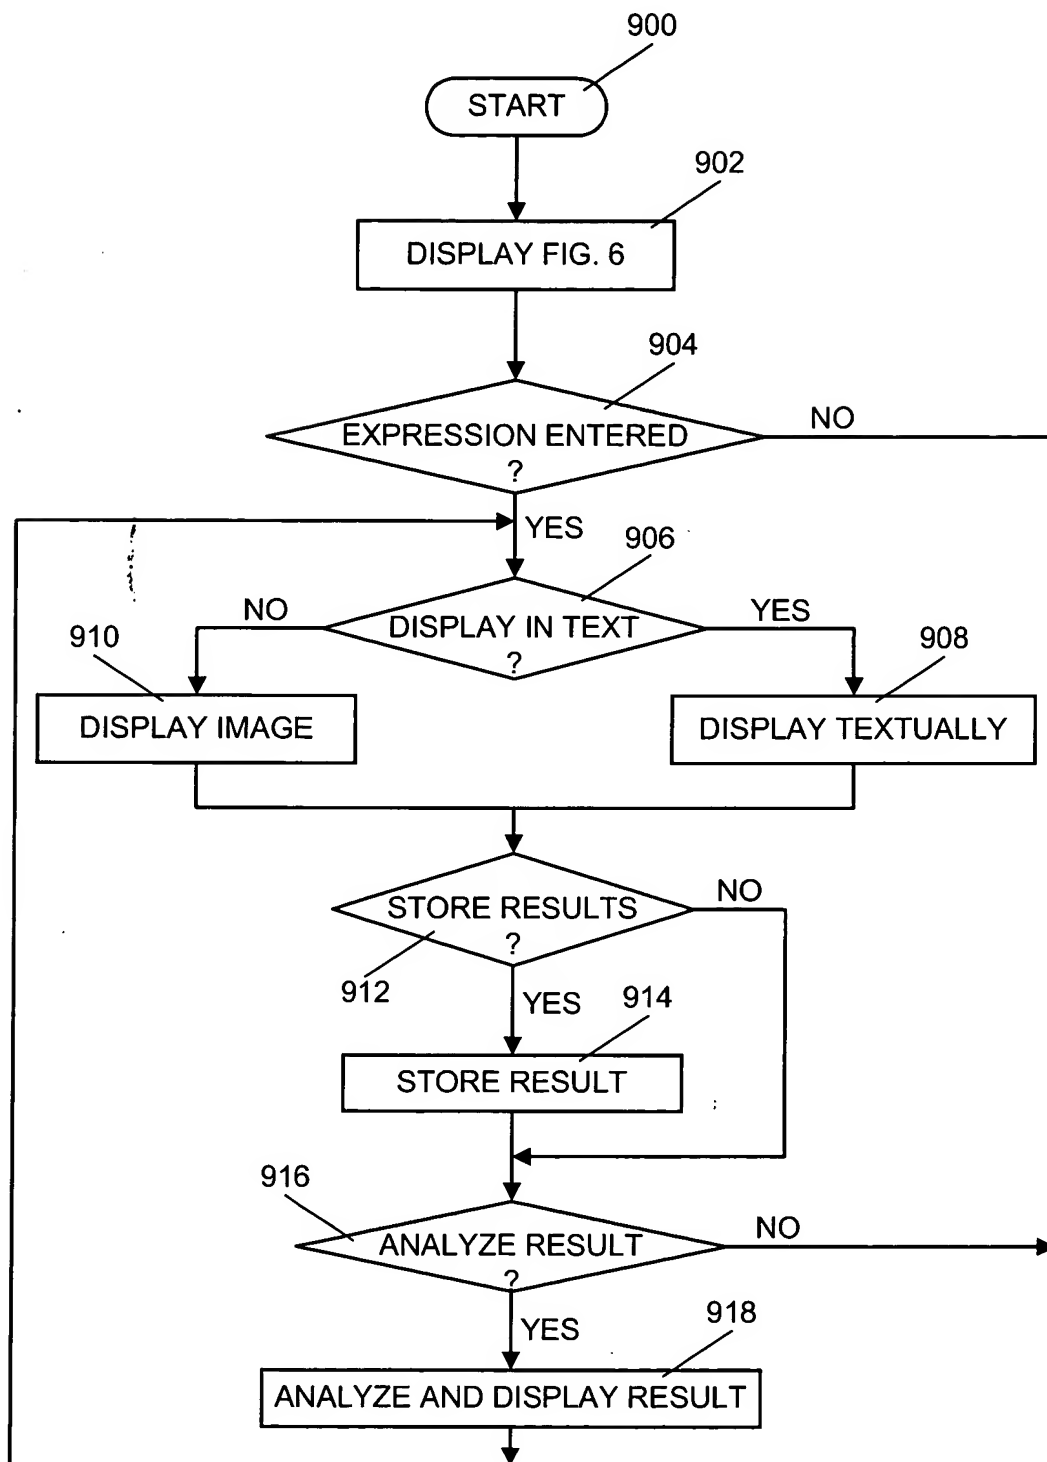 900
START
902
DISPLAY FIG. 6
904
EXPRESSION ENTERED
?
NO
YES
906
NO
DISPLAY IN TEXT
?
YES
910
908
DISPLAY IMAGE
DISPLAY TEXTUALLY
STORE RESULTS
?
NO
912
YES
914
STORE RESULT
916
ANALYZE RESULT
?
NO
YES
918
ANALYZE AND DISPLAY RESULT